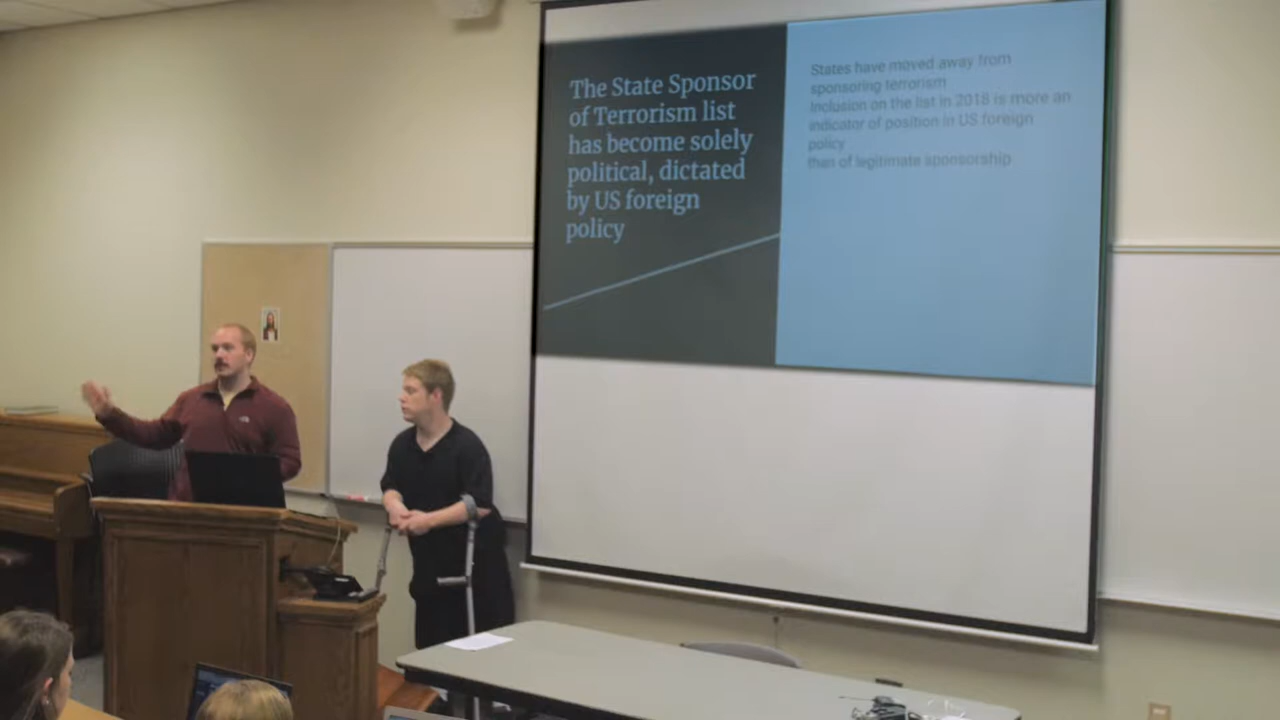 The State Sponsor
of Terrorism list
has become solely
political, dictated
by US foreign
policy
States have moved away from
sponsoring terrorism
Inclusion on the list in 2018 is more an
indicator of position in US foreign
policy
than of legitimate sponsorship